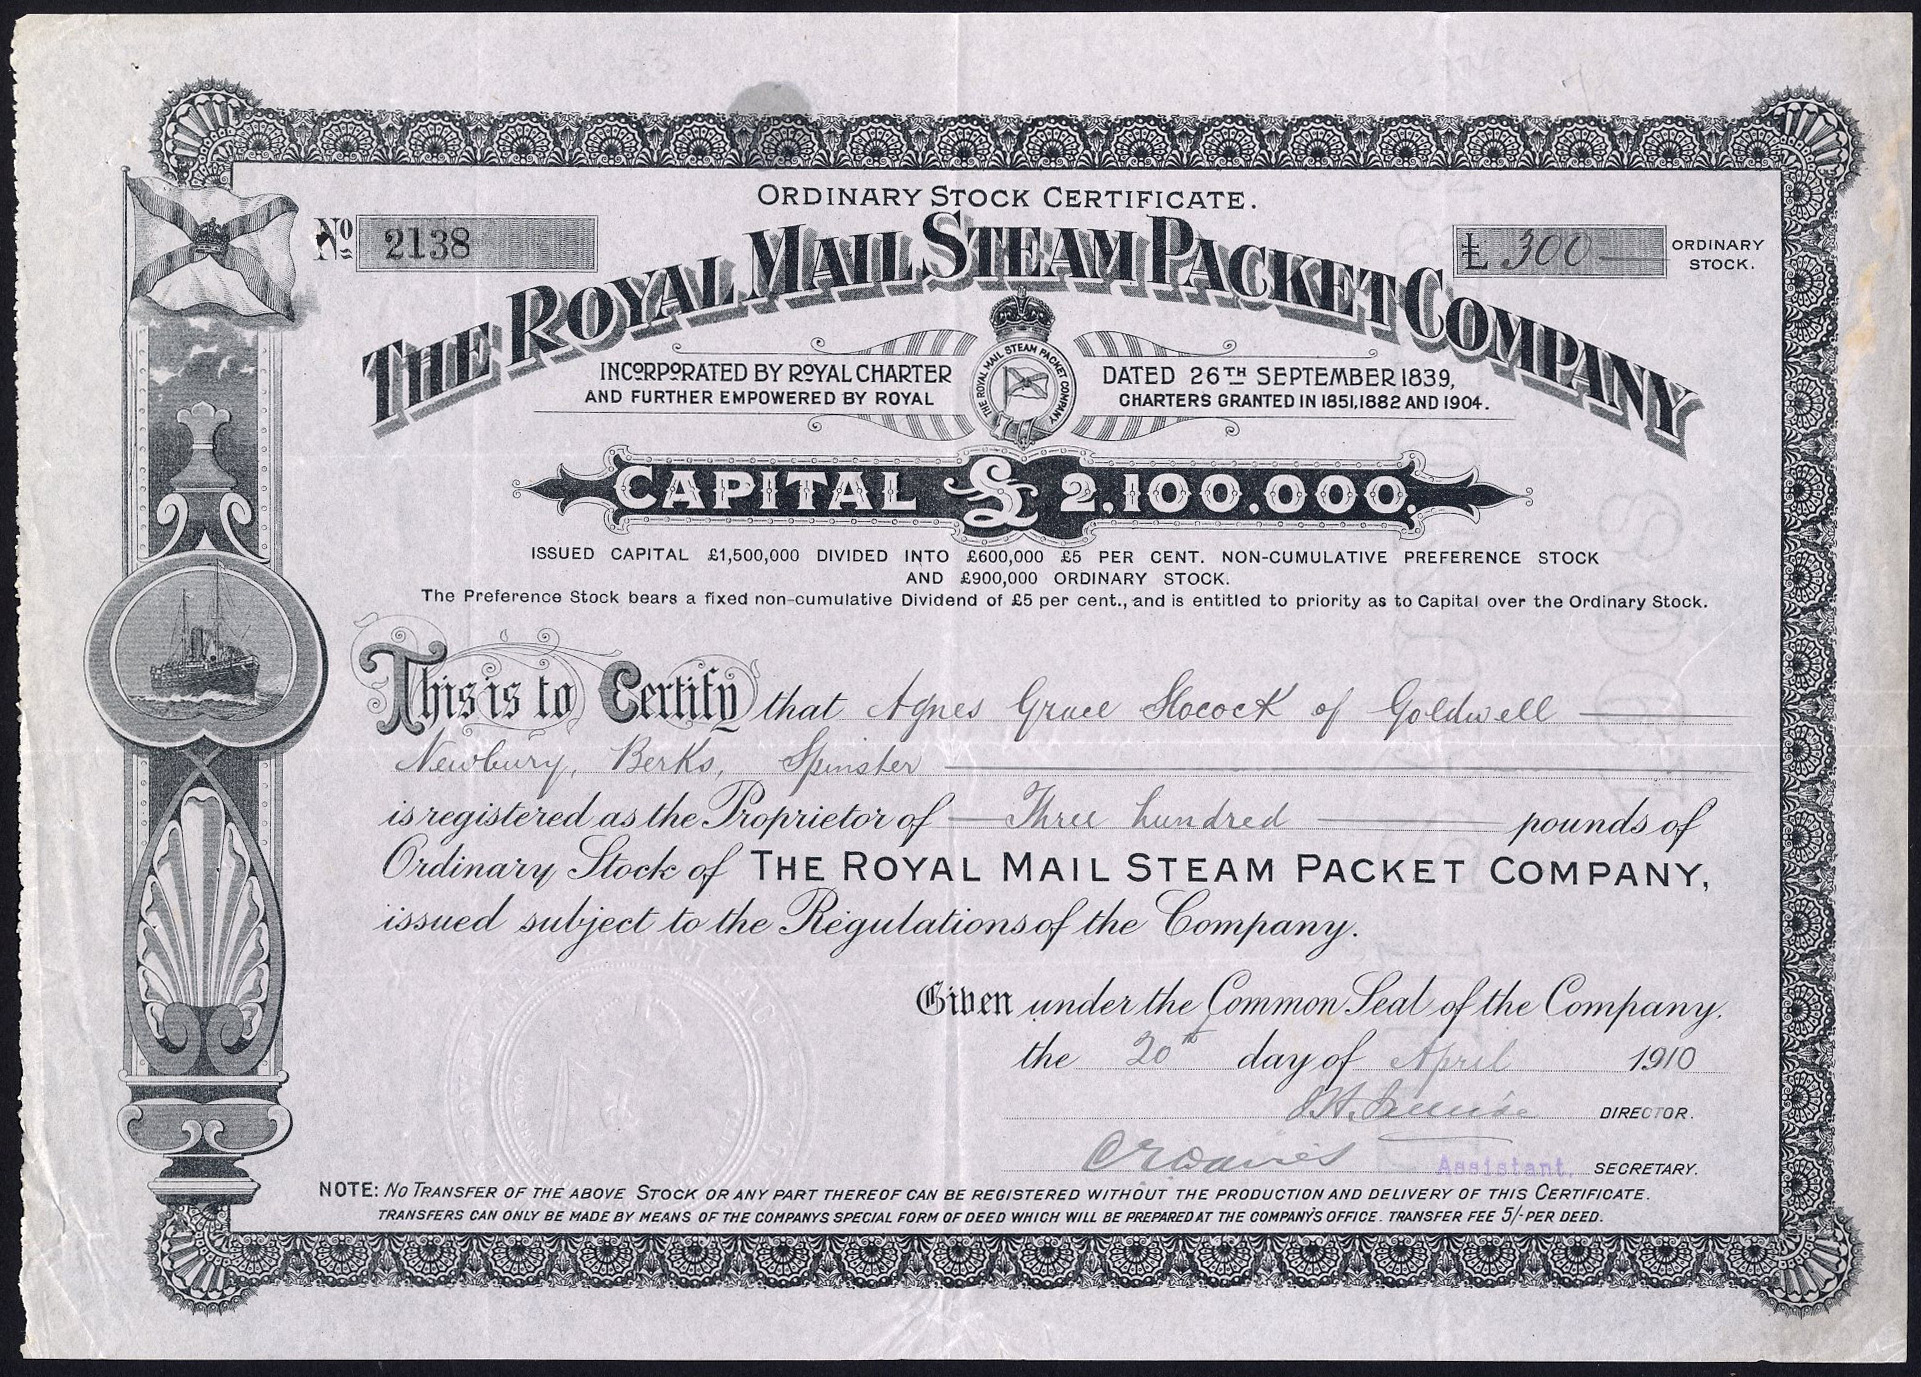 ORDINARY STOCK CERTIFICATE.
No 2138
£ 300 ORDINARY STOCK.
THE ROYAL MAIL STEAM PACKET COMPANY
INCORPORATED BY ROYAL CHARTER DATED 26TH SEPTEMBER 1839,
AND FURTHER EMPOWERED BY ROYAL CHARTERS GRANTED IN 1851, 1882 AND 1904.
THE ROYAL MAIL STEAM PACKET COMPANY
CAPITAL £2,100,000.
ISSUED CAPITAL £1,500,000 DIVIDED INTO £600,000 £5 PER CENT. NON-CUMULATIVE PREFERENCE STOCK
AND £900,000 ORDINARY STOCK.
The Preference Stock bears a fixed non-cumulative Dividend of £5 per cent., and is entitled to priority as to Capital over the Ordinary Stock.
This is to Certify that Agnes Grace Slocock of Goldwell
Newbury, Berks, Spinster
is registered as the Proprietor of Three hundred pounds of
Ordinary Stock of THE ROYAL MAIL STEAM PACKET COMPANY,
issued subject to the Regulations of the Company.
Given under the Common Seal of the Company.
the 20th day of April 1910
DIRECTOR.
C R Davies Assistant. SECRETARY.
NOTE: NO TRANSFER OF THE ABOVE STOCK OR ANY PART THEREOF CAN BE REGISTERED WITHOUT THE PRODUCTION AND DELIVERY OF THIS CERTIFICATE.
TRANSFERS CAN ONLY BE MADE BY MEANS OF THE COMPANYS SPECIAL FORM OF DEED WHICH WILL BE PREPARED AT THE COMPANY'S OFFICE. TRANSFER FEE 5/- PER DEED.